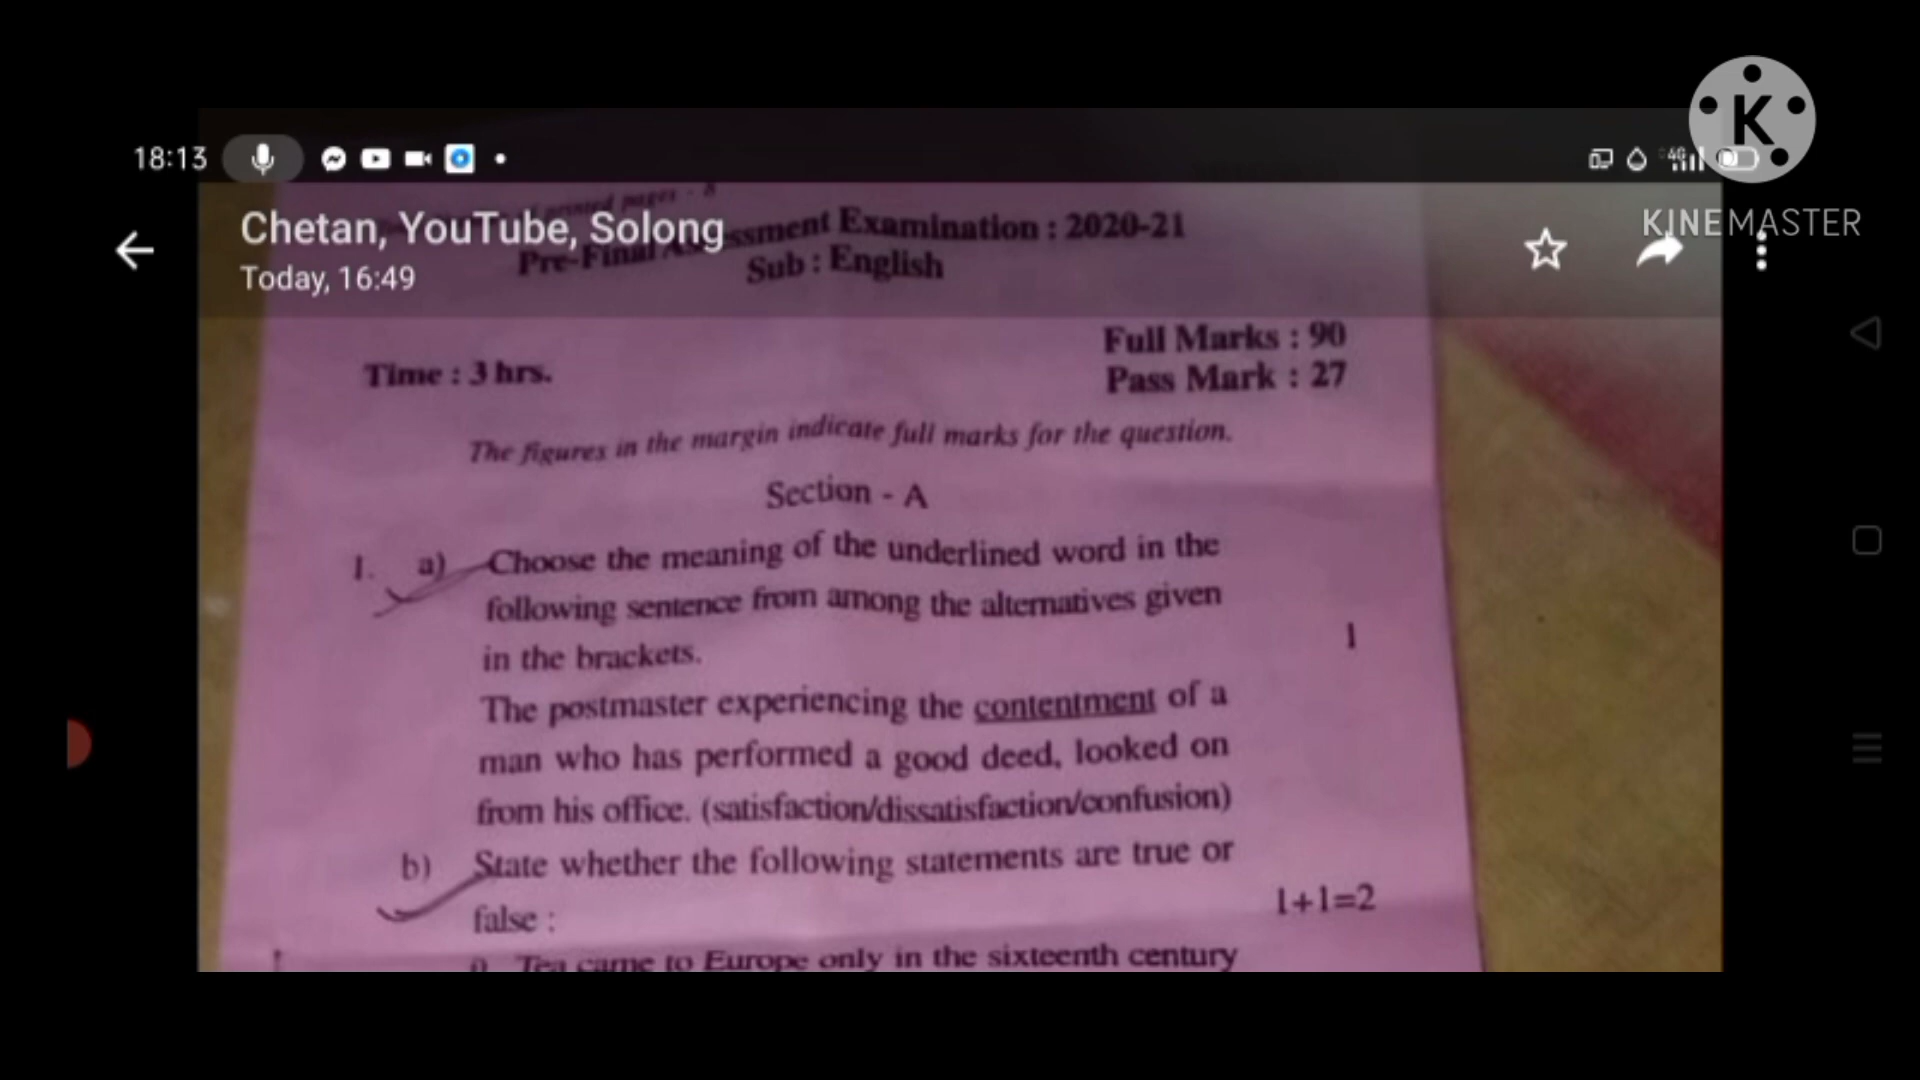 18:13
4G
KINEMASTER
Chetan, YouTube, Solong
Today, 16:49
printed pages - 8
Pre-Final Assessment Examination : 2020-21
Sub : English
Full Marks : 90
Time : 3 hrs.
Pass Mark : 27
The figures in the margin indicate full marks for the question.
Section - A
1. a) Choose the meaning of the underlined word in the
following sentence from among the alternatives given
in the brackets.
1
The postmaster experiencing the contentment of a
man who has performed a good deed, looked on
from his office. (satisfaction/dissatisfaction/confusion)
b) State whether the following statements are true or
false :
1+1=2
i) Tea came to Europe only in the sixteenth century